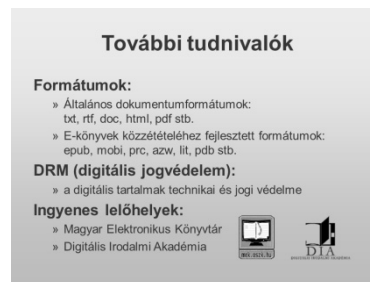 További tudnivalók
Formátumok:
» Általános dokumentumformátumok:
txt, rtf, doc, html, pdf stb.
» E-könyvek közzétételéhez fejlesztett formátumok:
epub, mobi, prc, azw, lit, pdb stb.
DRM (digitális jogvédelem):
» a digitális tartalmak technikai és jogi védelme
Ingyenes lelőhelyek:
» Magyar Elektronikus Könyvtár
» Digitális Irodalmi Akadémia
DIA